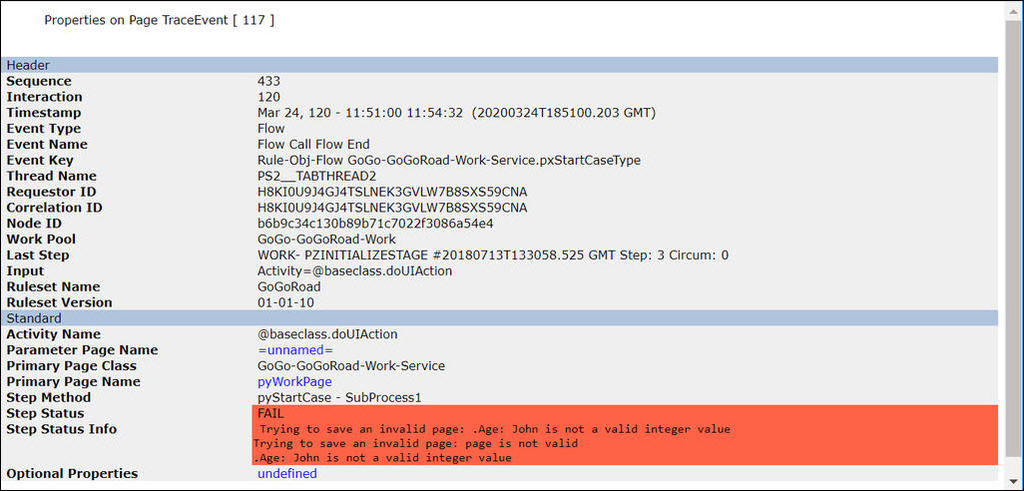 Properties on Page TraceEvent [ 117 ]
Header
Sequence 433
Interaction 120
Timestamp Mar 24, 120 - 11:51:00 11:54:32 (20200324T185100.203 GMT)
Event Type Flow
Event Name Flow Call Flow End
Event Key Rule-Obj-Flow GoGo-GoGoRoad-Work-Service.pxStartCaseType
Thread Name PS2__TABTHREAD2
Requestor ID H8KI0U9J4GJ4TSLNEK3GVLW7B8SXS59CNA
Correlation ID H8KI0U9J4GJ4TSLNEK3GVLW7B8SXS59CNA
Node ID b6b9c34c130b89b71c7022f3086a54e4
Work Pool GoGo-GoGoRoad-Work
Last Step WORK- PZINITIALIZESTAGE #20180713T133058.525 GMT Step: 3 Circum: 0
Input Activity=@baseclass.doUIAction
Ruleset Name GoGoRoad
Ruleset Version 01-01-10
Standard
Activity Name @baseclass.doUIAction
Parameter Page Name =unnamed=
Primary Page Class GoGo-GoGoRoad-Work-Service
Primary Page Name pyWorkPage
Step Method pyStartCase - SubProcess1
Step Status FAIL
Step Status Info Trying to save an invalid page: .Age: John is not a valid integer value
Trying to save an invalid page: page is not valid
.Age: John is not a valid integer value
Optional Properties undefined